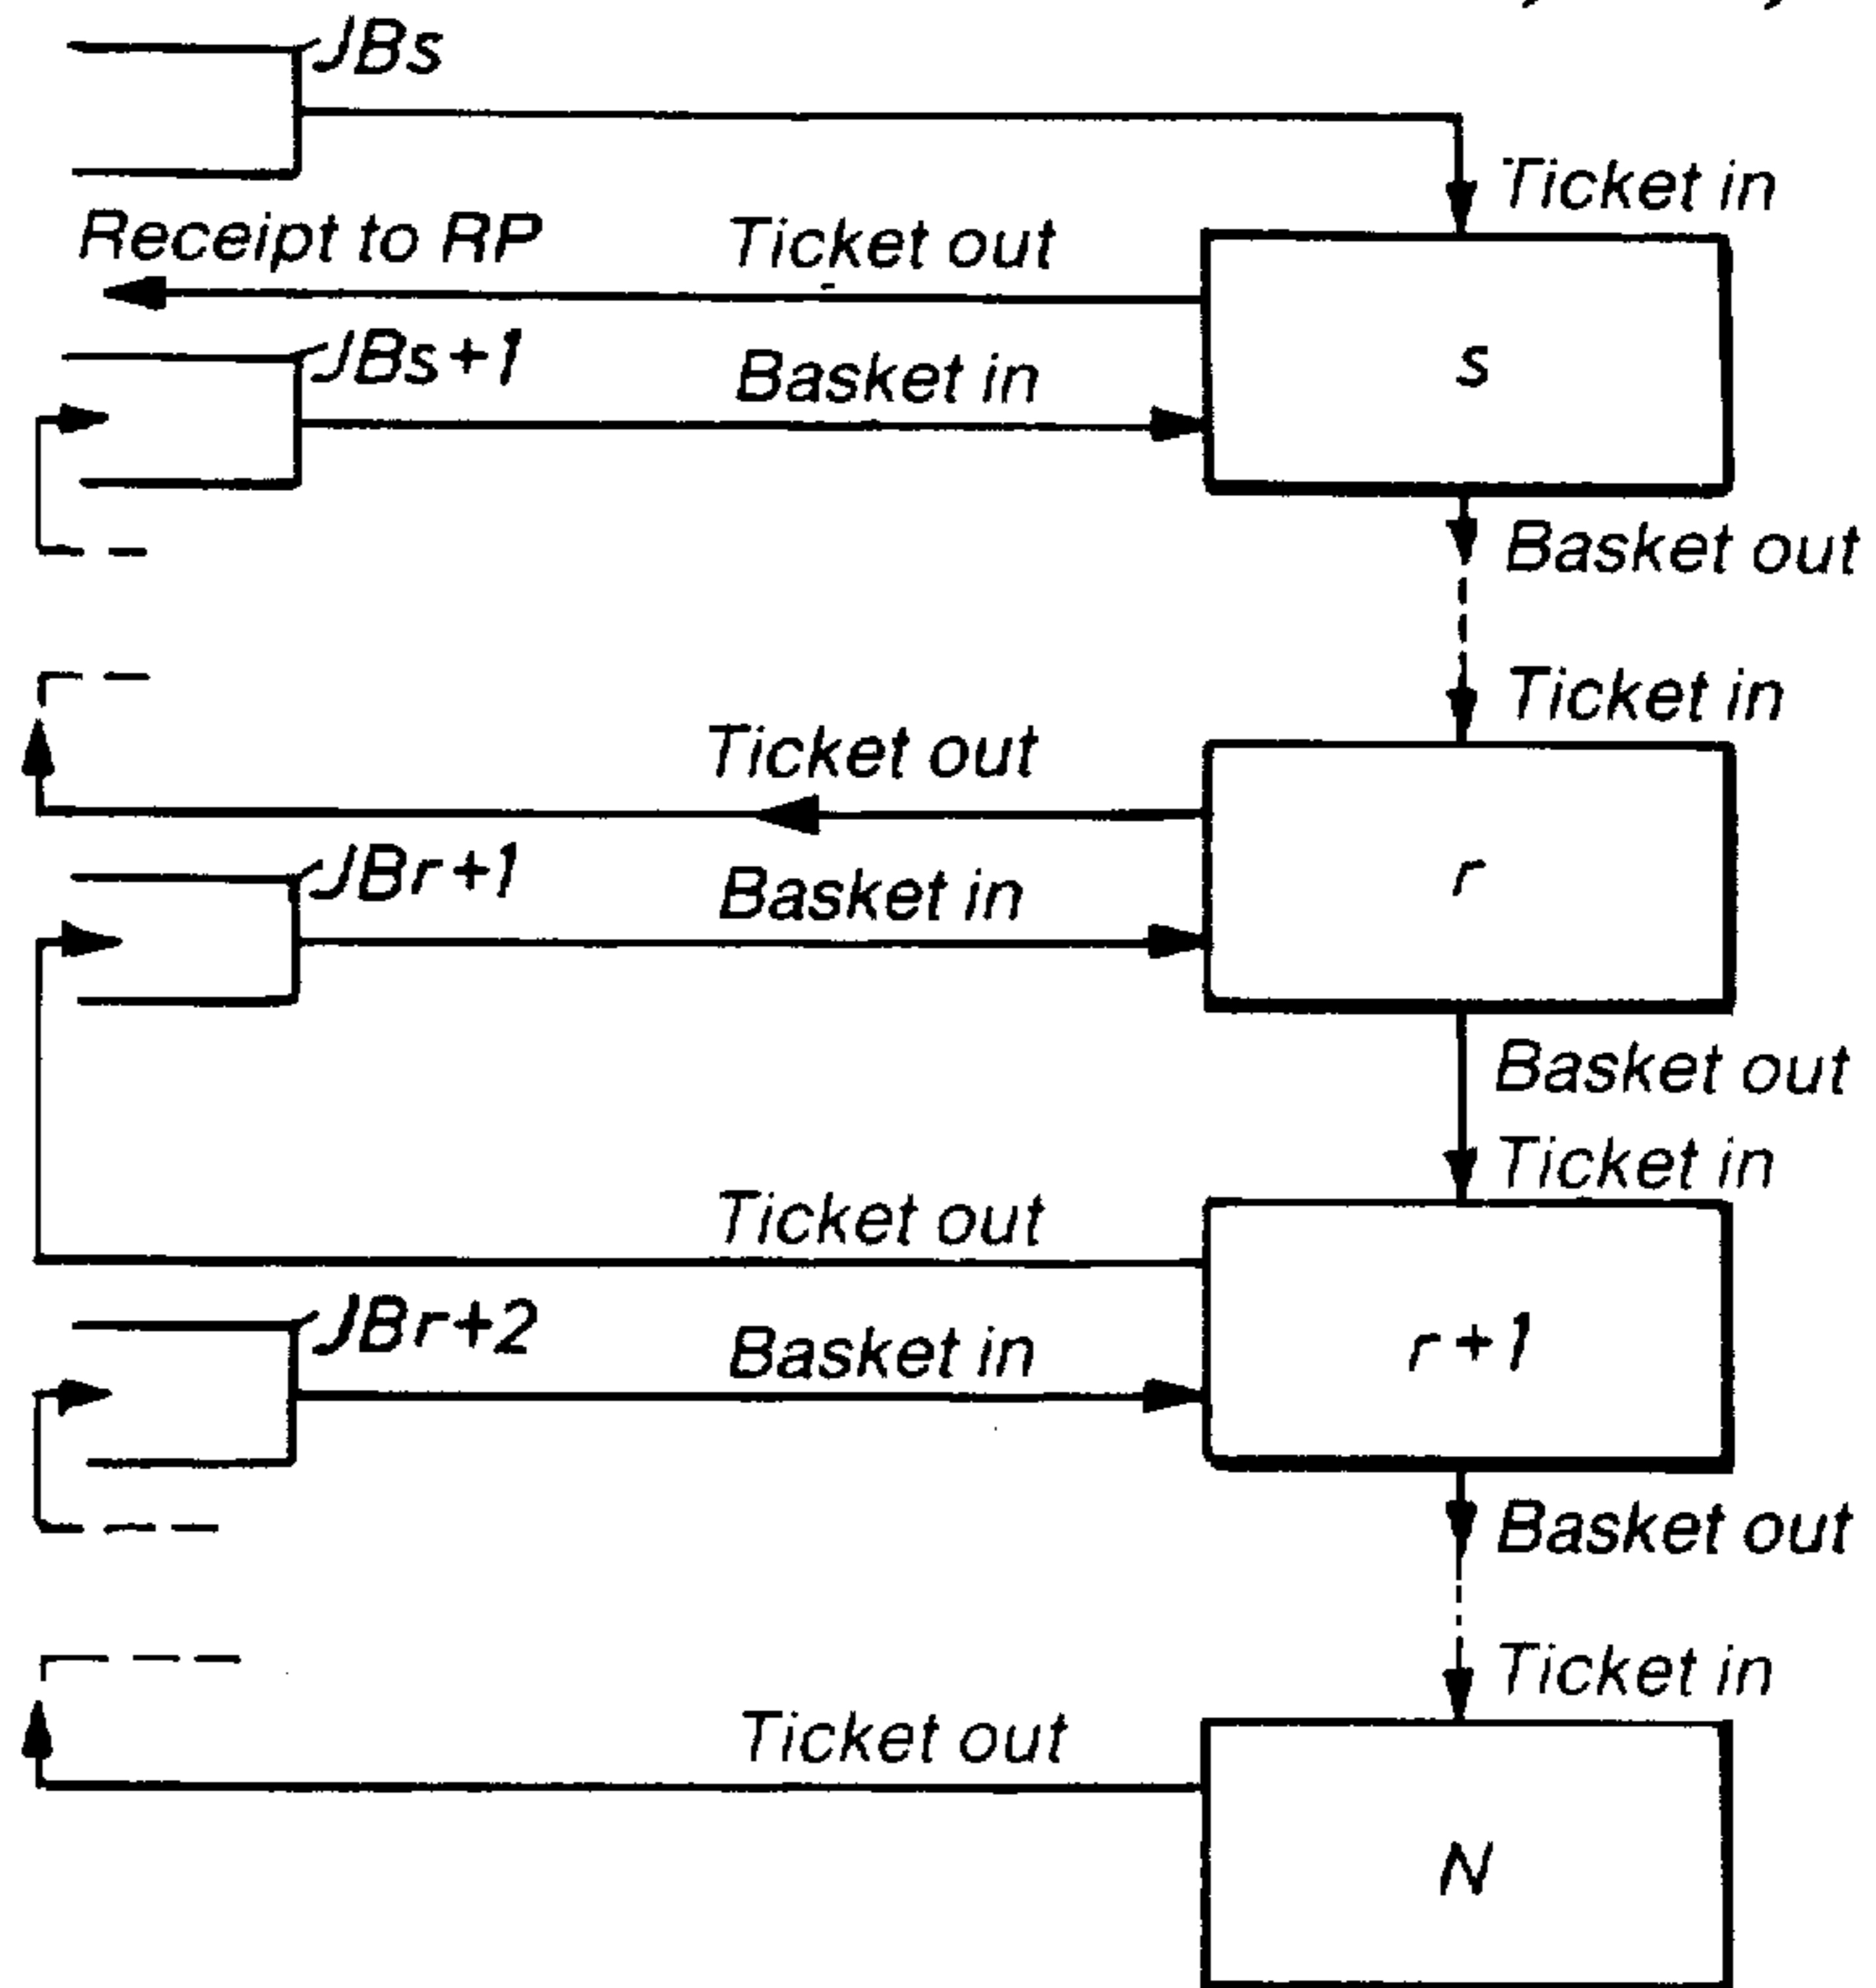 JBs
Ticket in
Receipt to RP
Ticket out
JBs+1
Basket in
s
Basket out
Ticket in
Ticket out
JBr+1
Basket in
r
Basket out
Ticket in
Ticket out
JBr+2
Basket in
r+1
Basket out
Ticket in
Ticket out
N